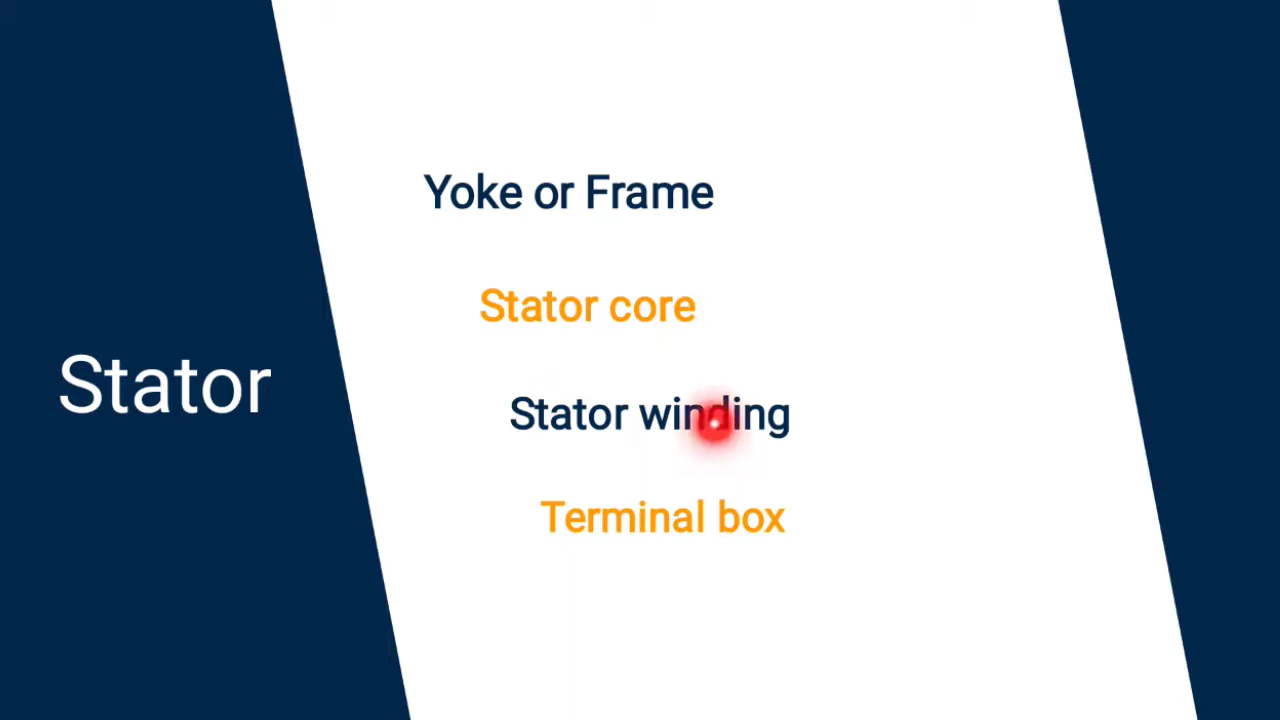 Stator
Yoke or Frame
Stator core
Stator winding
Terminal box